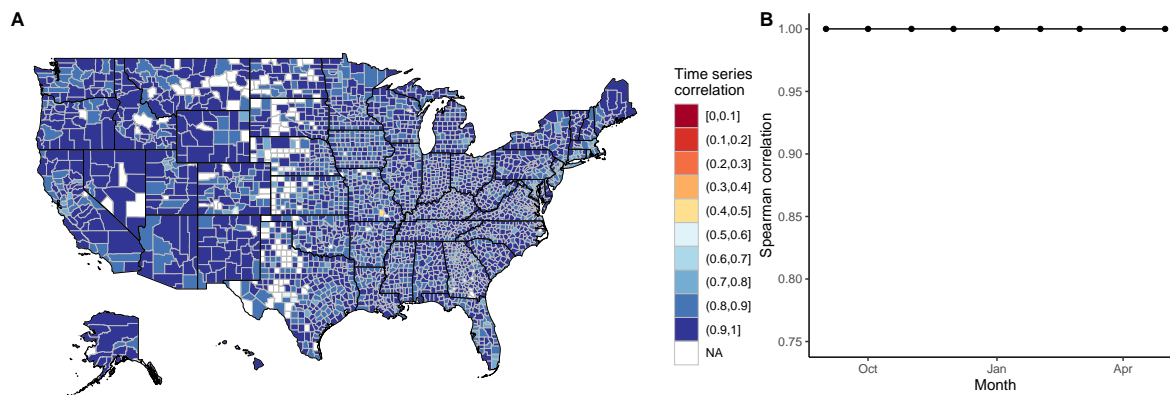 A
Time series
correlation
[0,0.1]
(0.1,0.2]
(0.2,0.3]
(0.3,0.4]
(0.4,0.5]
(0.5,0.6]
(0.6,0.7]
(0.7,0.8]
(0.8,0.9]
(0.9,1]
NA
B
Spearman correlation
1.00
0.95
0.90
0.85
0.80
0.75
Oct
Jan
Apr
Month